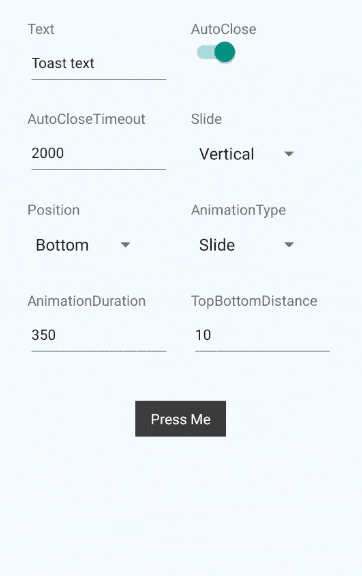 Text
AutoClose
Toast text
AutoCloseTimeout
Slide
2000
Vertical
Position
AnimationType
Bottom
Slide
AnimationDuration
TopBottomDistance
350
10
Press Me